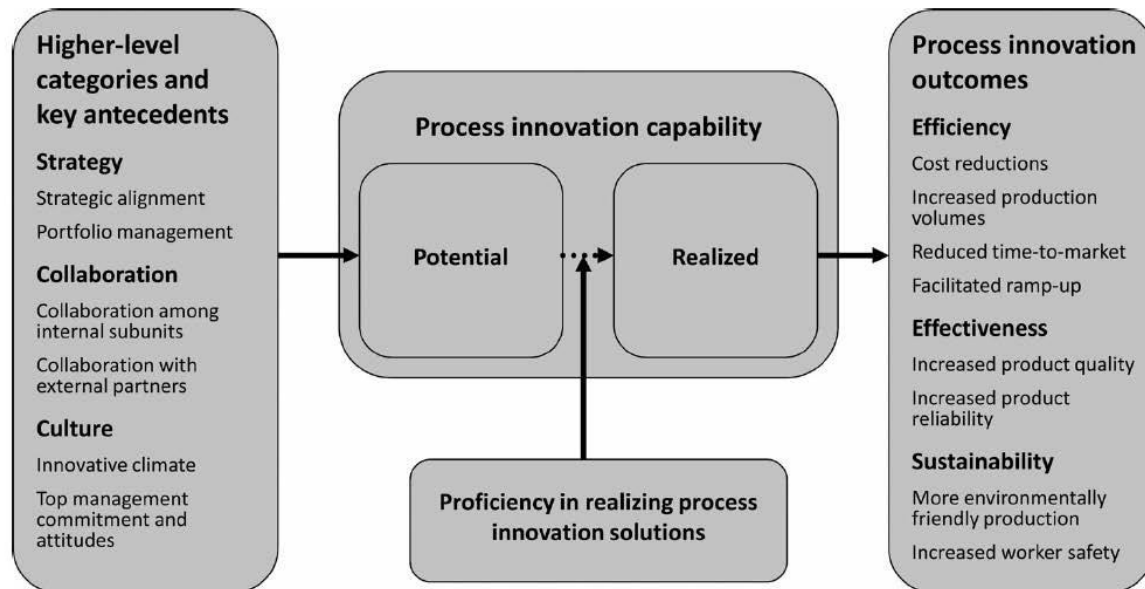 Higher-level
categories and
key antecedents
Strategy
Strategic alignment
Portfolio management
Collaboration
Collaboration among
internal subunits
Collaboration with
external partners
Culture
Innovative climate
Top management
commitment and
attitudes
Process innovation capability
Potential
Realized
Proficiency in realizing process
innovation solutions
Process innovation
outcomes
Efficiency
Cost reductions
Increased production
volumes
Reduced time-to-market
Facilitated ramp-up
Effectiveness
Increased product quality
Increased product
reliability
Sustainability
More environmentally
friendly production
Increased worker safety